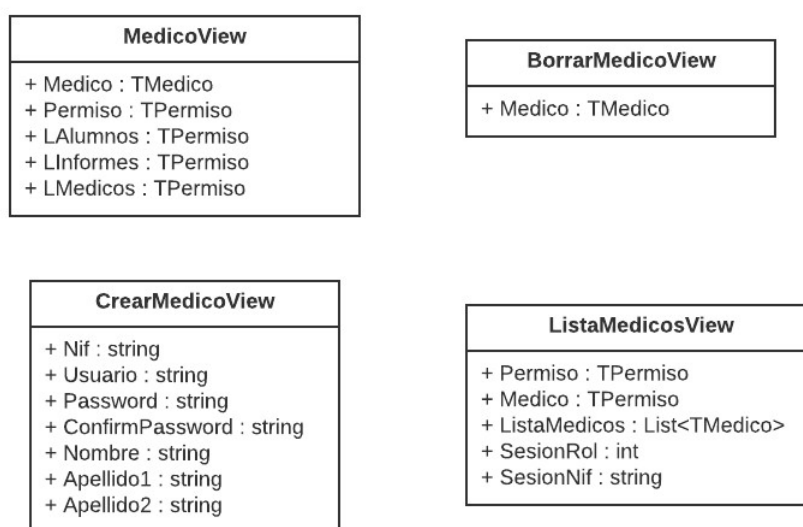 MedicoView
+ Medico : TMedico
+ Permiso : TPermiso
+ LAlumnos : TPermiso
+ LInformes : TPermiso
+ LMedicos : TPermiso
BorrarMedicoView
+ Medico : TMedico
CrearMedicoView
+ Nif : string
+ Usuario : string
+ Password : string
+ ConfirmPassword : string
+ Nombre : string
+ Apellido1 : string
+ Apellido2 : string
ListaMedicosView
+ Permiso : TPermiso
+ Medico : TPermiso
+ ListaMedicos : List<TMedico>
+ SesionRol : int
+ SesionNif : string